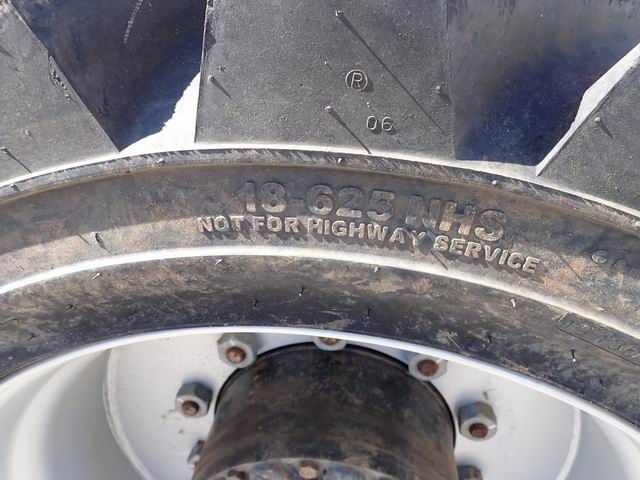 ®
06
18-625 NHS
NOT FOR HIGHWAY SERVICE